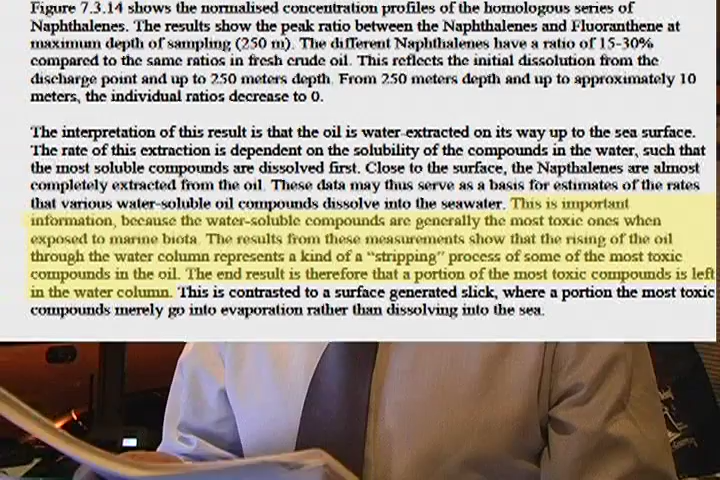 Figure 7.3.14 shows the normalised concentration profiles of the homologous series of
Naphthalenes. The results show the peak ratio between the Naphthalenes and Fluoranthene at
maximum depth of sampling (250 m). The different Naphthalenes have a ratio of 15-30%
compared to the same ratios in fresh crude oil. This reflects the initial dissolution from the
discharge point and up to 250 meters depth. From 250 meters depth and up to approximately 10
meters, the individual ratios decrease to 0.
The interpretation of this result is that the oil is water-extracted on its way up to the sea surface.
The rate of this extraction is dependent on the solubility of the compounds in the water, such that
the most soluble compounds are dissolved first. Close to the surface, the Napthalenes are almost
completely extracted from the oil. These data may thus serve as a basis for estimates of the rates
that various water-soluble oil compounds dissolve into the seawater. This is important
information, because the water-soluble compounds are generally the most toxic ones when
exposed to marine biota. The results from these measurements show that the rising of the oil
through the water column represents a kind of a “stripping” process of some of the most toxic
compounds in the oil. The end result is therefore that a portion of the most toxic compounds is left
in the water column. This is contrasted to a surface generated slick, where a portion the most toxic
compounds merely go into evaporation rather than dissolving into the sea.